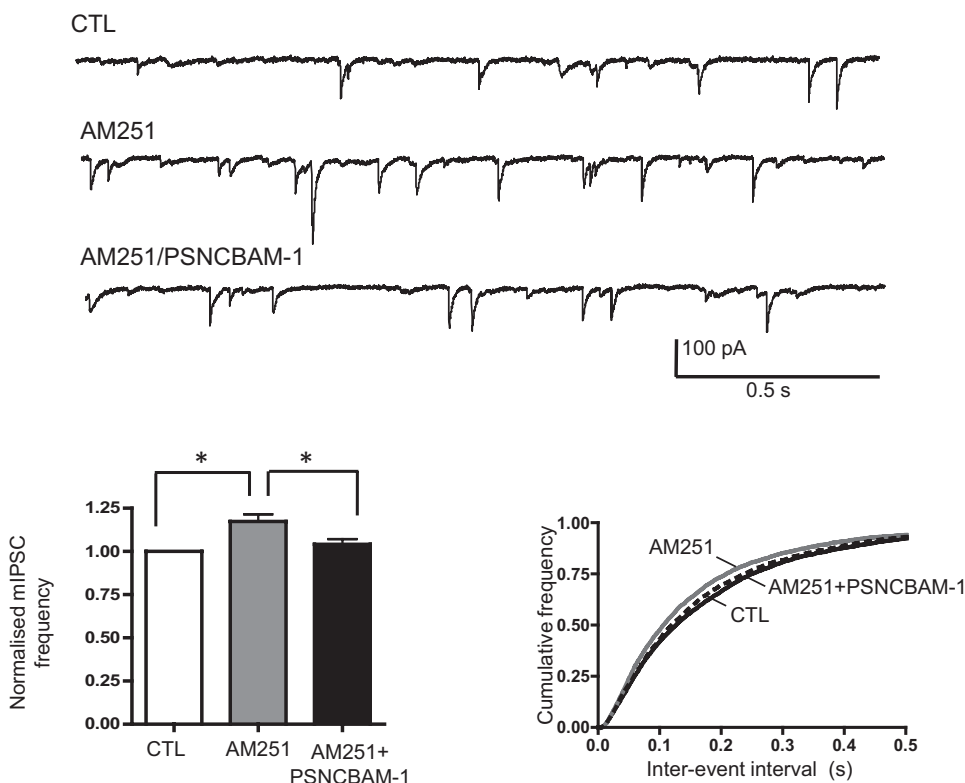 CTL
AM251
AM251/PSNCBAM-1
100 pA
0.5 s
*
*
Normalised mIPSC
frequency
1.25
1.00
0.75
0.50
0.25
0.00
CTL
AM251
AM251+
PSNCBAM-1
Cumulative frequency
1.00
0.75
0.50
0.25
0.00
AM251
AM251+PSNCBAM-1
CTL
0.0
0.1
0.2
0.3
0.4
0.5
Inter-event interval (s)